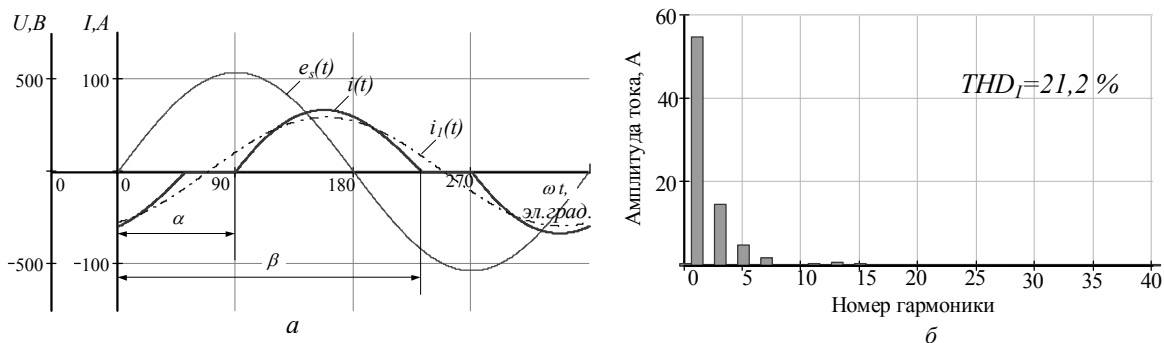 U,В I,А
500 100
e_s(t)
i(t)
i_1(t)
0 0 90 180 270
ω t,
эл.град.
α
−500 −100
β
а
Амплитуда тока, А
60
40
20
0
THD_I=21,2 %
0 5 10 15 20 25 30 35 40
Номер гармоники
б